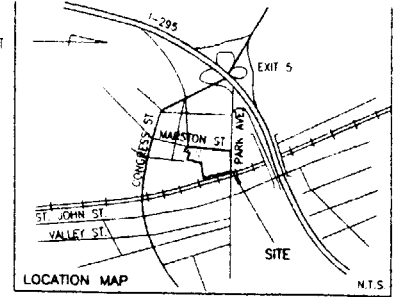 I-295
EXIT 5
CONGRESS ST
MARSTON ST
PARK AVE
ST. JOHN ST.
VALLEY ST.
SITE
LOCATION MAP
N.T.S.